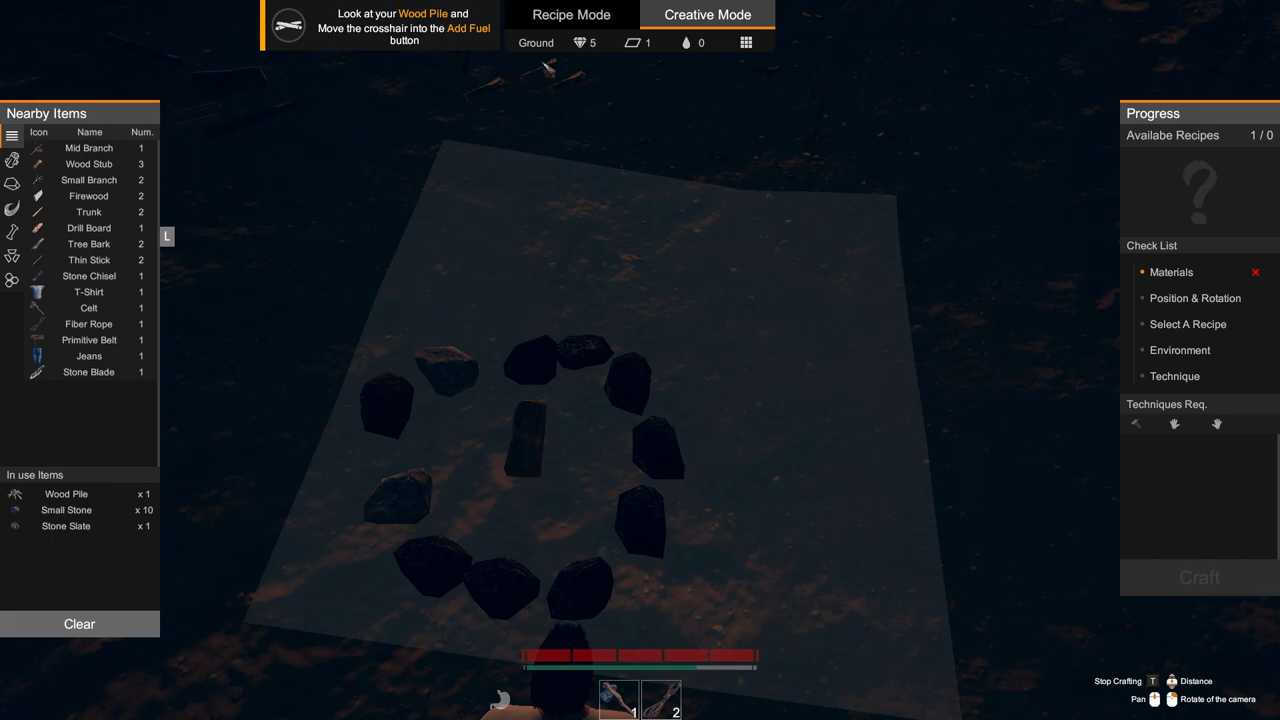 Look at your Wood Pile and
Move the crosshair into the Add Fuel
button
Recipe Mode
Creative Mode
Ground 5 1 0
Nearby Items
Icon Name Num.
Mid Branch 1
Wood Stub 3
Small Branch 2
Firewood 2
Trunk 2
Drill Board 1
Tree Bark 2
Thin Stick 2
Stone Chisel 1
T-Shirt 1
Celt 1
Fiber Rope 1
Primitive Belt 1
Jeans 1
Stone Blade 1
L
In use Items
Wood Pile x 1
Small Stone x 10
Stone Slate x 1
Clear
Progress
Availabe Recipes 1 / 0
?
Check List
Materials
Position & Rotation
Select A Recipe
Environment
Technique
Techniques Req.
Craft
1 2
Stop Crafting T Distance
Pan Rotate of the camera